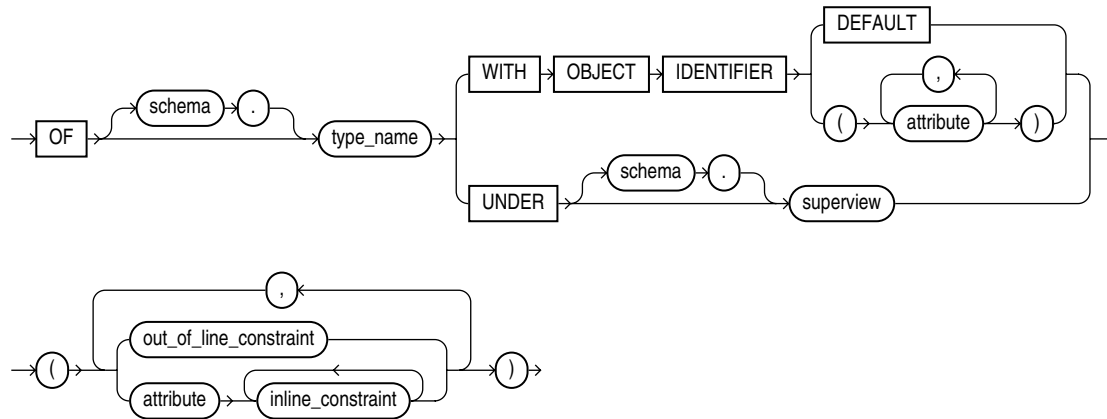 DEFAULT
WITH OBJECT IDENTIFIER
,
( attribute )
OF schema . type_name
UNDER schema . superview
,
( out_of_line_constraint )
attribute inline_constraint